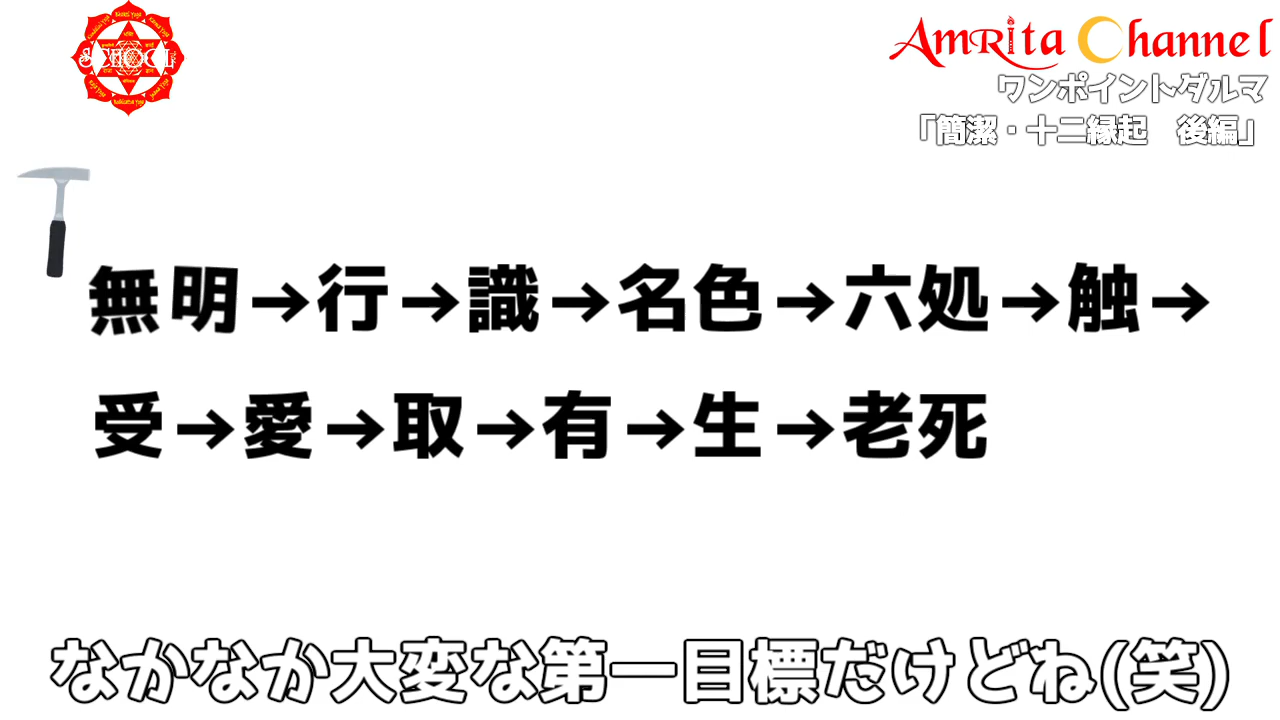 SCHOOL
Amrita Channel
ワンポイントダルマ
「簡潔・十二縁起　後編」
無明→行→識→名色→六処→触→
受→愛→取→有→生→老死
なかなか大変な第一目標だけどね(笑)